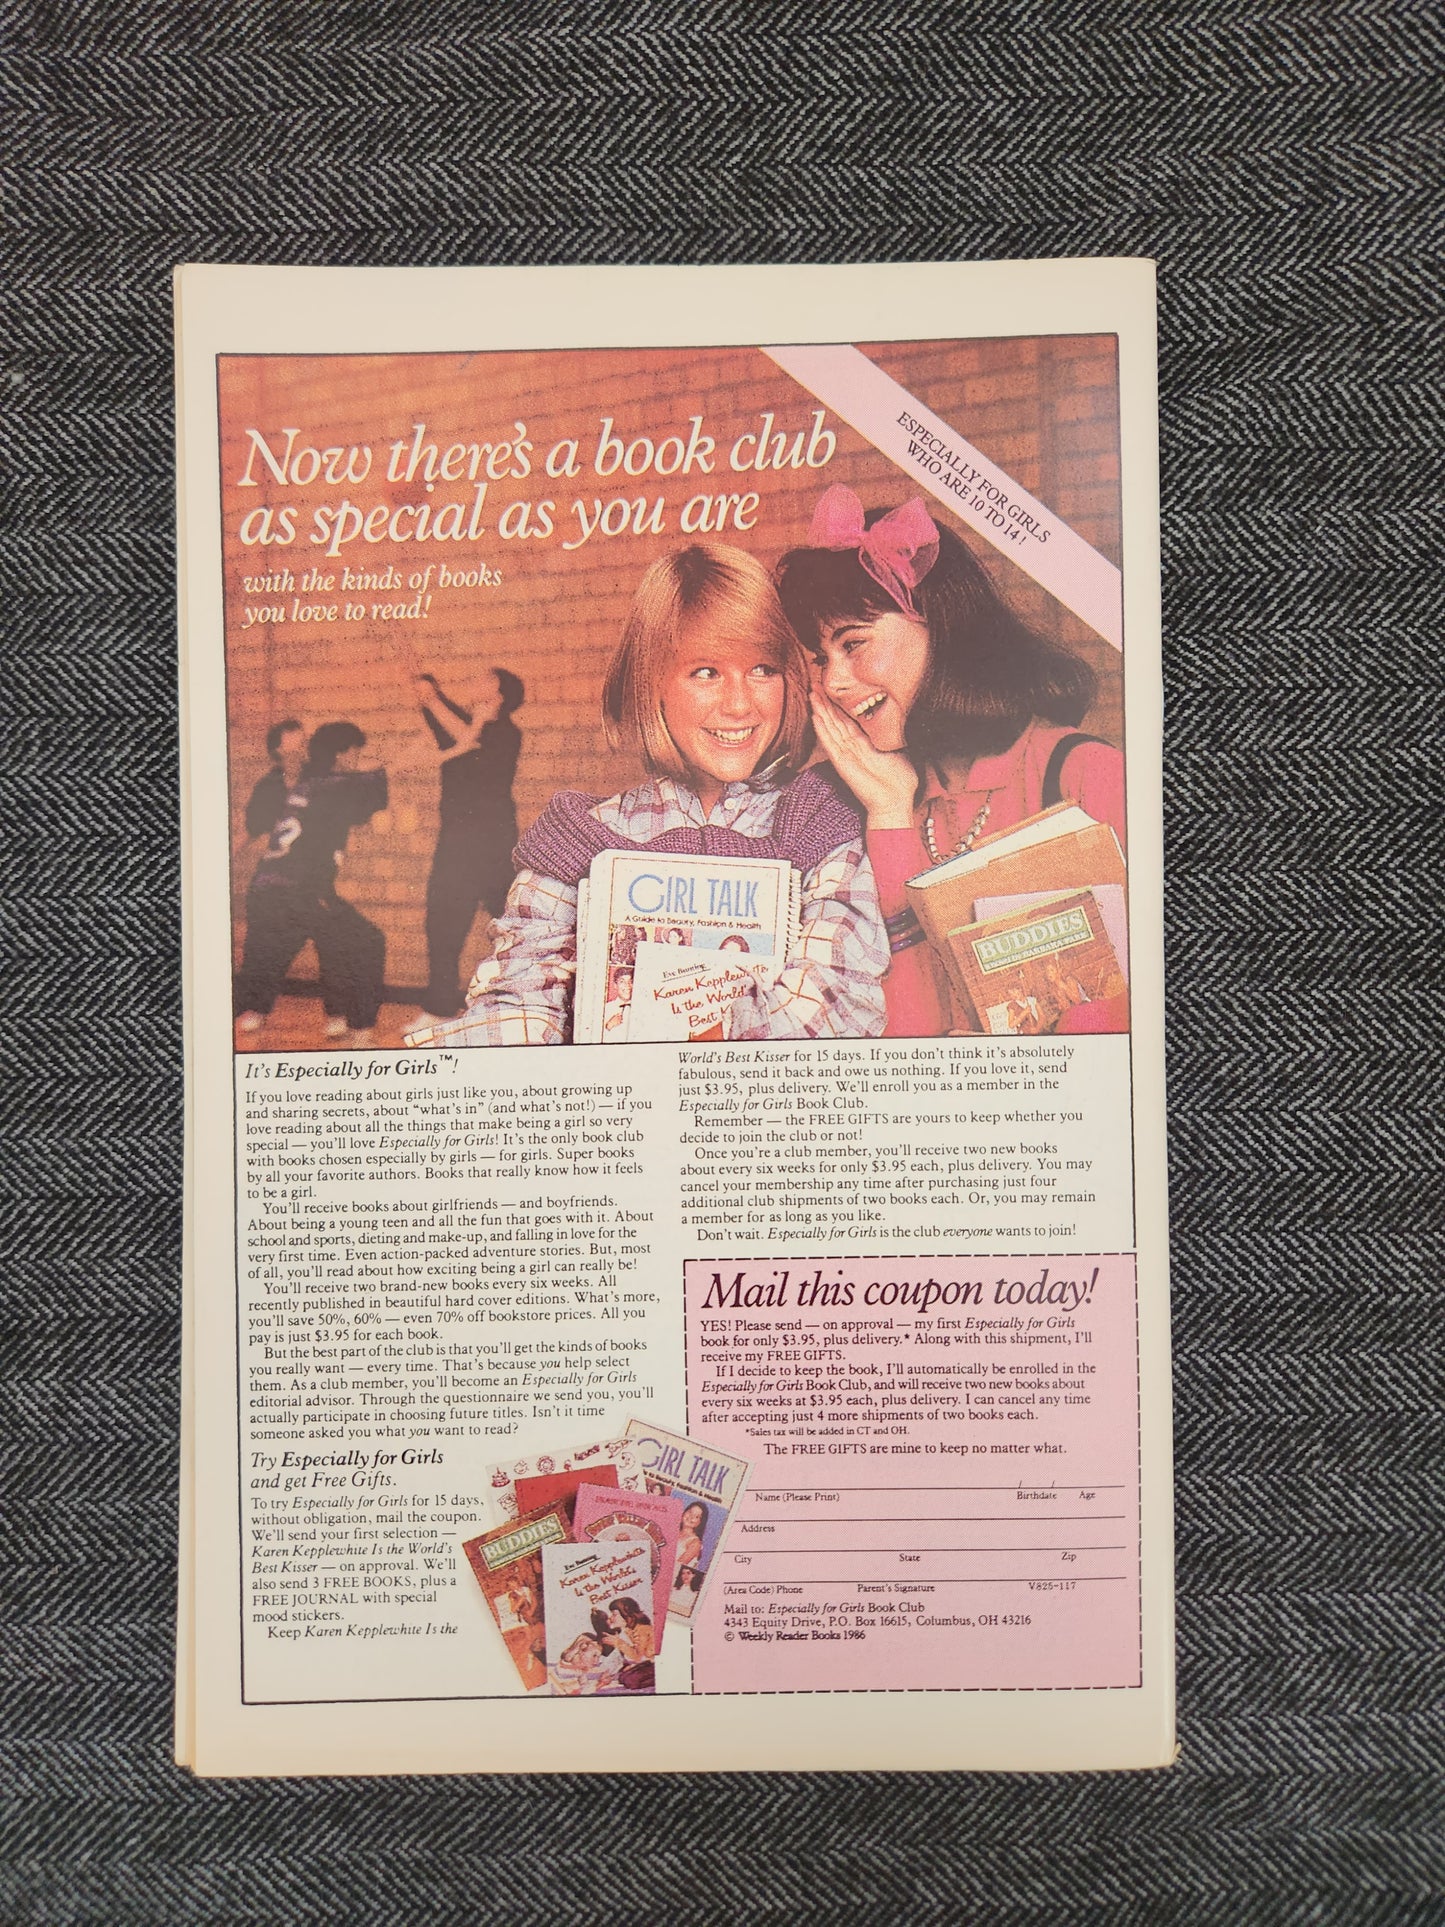 Now there's a book club
as special as you are
with the kinds of books
you love to read!
ESPECIALLY FOR GIRLS
WHO ARE 10 TO 14!
GIRL TALK
A Guide to Beauty, Fashion & Health
Eve Bunting
Karen Kepplewhite
Is the World's
Best
BUDDIES
BARBARA PARK
It's Especially for Girls™!
If you love reading about girls just like you, about growing up
and sharing secrets, about "what's in" (and what's not!) — if you
love reading about all the things that make being a girl so very
special — you'll love Especially for Girls! It's the only book club
with books chosen especially by girls — for girls. Super books
by all your favorite authors. Books that really know how it feels
to be a girl.
You'll receive books about girlfriends — and boyfriends.
About being a young teen and all the fun that goes with it. About
school and sports, dieting and make-up, and falling in love for the
very first time. Even action-packed adventure stories. But, most
of all, you'll read about how exciting being a girl can really be!
You'll receive two brand-new books every six weeks. All
recently published in beautiful hard cover editions. What's more,
you'll save 50%, 60% — even 70% off bookstore prices. All you
pay is just $3.95 for each book.
But the best part of the club is that you'll get the kinds of books
you really want — every time. That's because you help select
them. As a club member, you'll become an Especially for Girls
editorial advisor. Through the questionnaire we send you, you'll
actually participate in choosing future titles. Isn't it time
someone asked you what you want to read?
Try Especially for Girls
and get Free Gifts.
To try Especially for Girls for 15 days,
without obligation, mail the coupon.
We'll send your first selection —
Karen Kepplewhite Is the World's
Best Kisser — on approval. We'll
also send 3 FREE BOOKS, plus a
FREE JOURNAL with special
mood stickers.
Keep Karen Kepplewhite Is the
World's Best Kisser for 15 days. If you don't think it's absolutely
fabulous, send it back and owe us nothing. If you love it, send
just $3.95, plus delivery. We'll enroll you as a member in the
Especially for Girls Book Club.
Remember — the FREE GIFTS are yours to keep whether you
decide to join the club or not!
Once you're a club member, you'll receive two new books
about every six weeks for only $3.95 each, plus delivery. You may
cancel your membership any time after purchasing just four
additional club shipments of two books each. Or, you may remain
a member for as long as you like.
Don't wait. Especially for Girls is the club everyone wants to join!
GIRL TALK
BUDDIES
Eve Bunting
Karen Kepplewhite
Is the World's
Best Kisser
Mail this coupon today!
YES! Please send — on approval — my first Especially for Girls
book for only $3.95, plus delivery.* Along with this shipment, I'll
receive my FREE GIFTS.
If I decide to keep the book, I'll automatically be enrolled in the
Especially for Girls Book Club, and will receive two new books about
every six weeks at $3.95 each, plus delivery. I can cancel any time
after accepting just 4 more shipments of two books each.
*Sales tax will be added in CT and OH.
The FREE GIFTS are mine to keep no matter what.
/ /
Name (Please Print) Birthdate Age
Address
City State Zip
(Area Code) Phone Parent's Signature V825-117
Mail to: Especially for Girls Book Club
4343 Equity Drive, P.O. Box 16615, Columbus, OH 43216
© Weekly Reader Books 1986